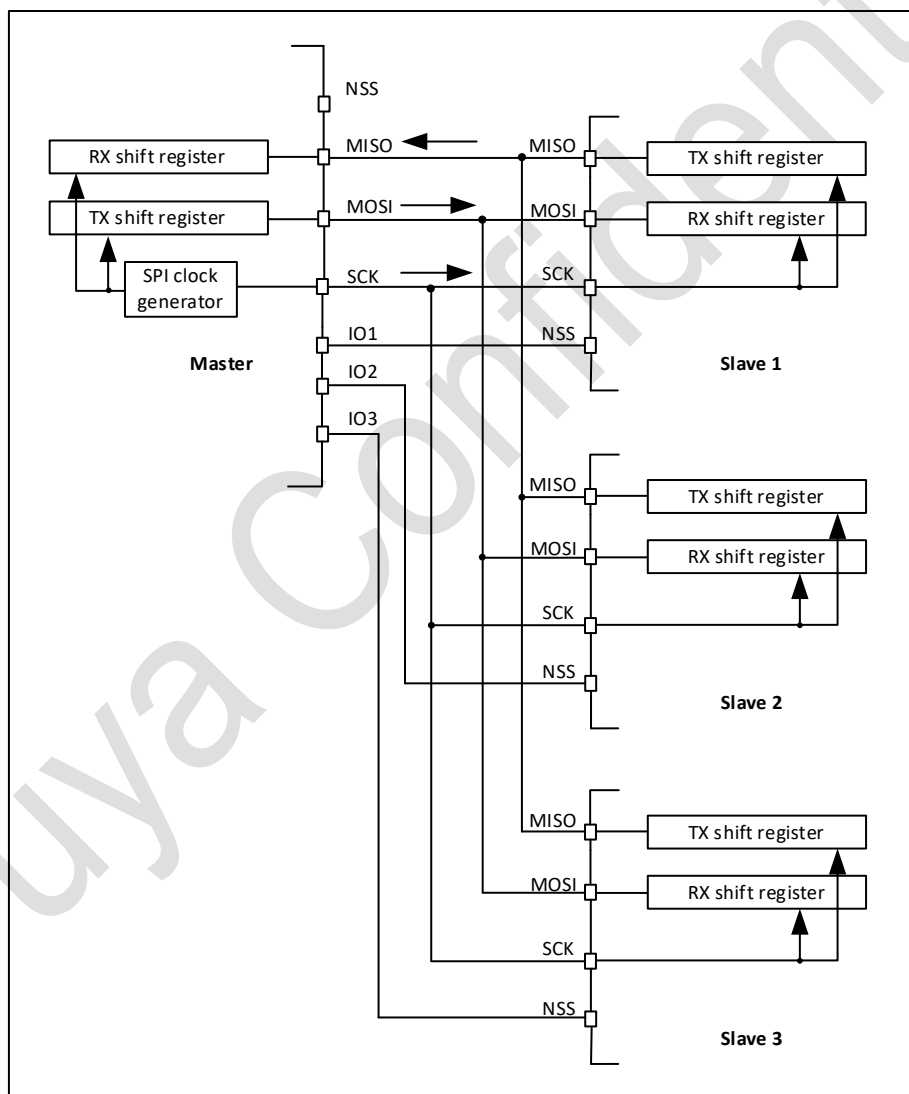 NSS
RX shift register
MISO
MISO
TX shift register
TX shift register
MOSI
MOSI
RX shift register
SPI clock
generator
SCK
SCK
IO1
NSS
Master
Slave 1
IO2
IO3
MISO
TX shift register
MOSI
RX shift register
SCK
NSS
Slave 2
MISO
TX shift register
MOSI
RX shift register
SCK
NSS
Slave 3
uya Confident